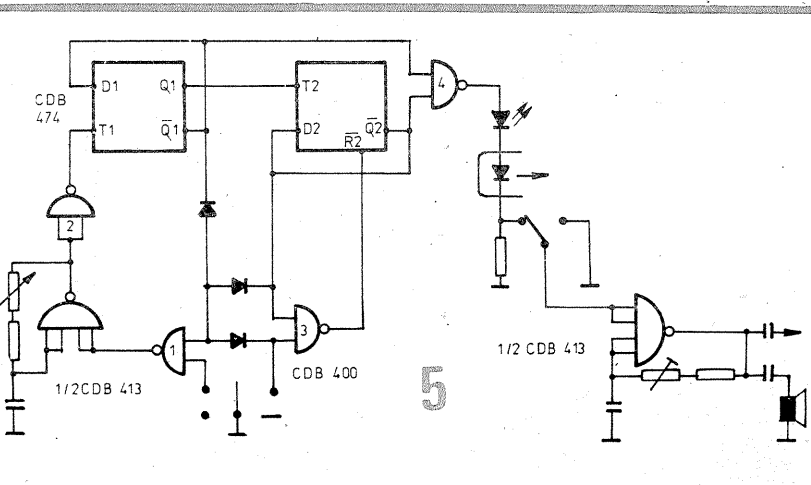 CDB
474
D1 Q1
T1 Q̅1̅
T2
D2 Q̅2̅
R̅2̅
4
2
1
3
1/2CDB 413
CDB 400
1/2 CDB 413
5